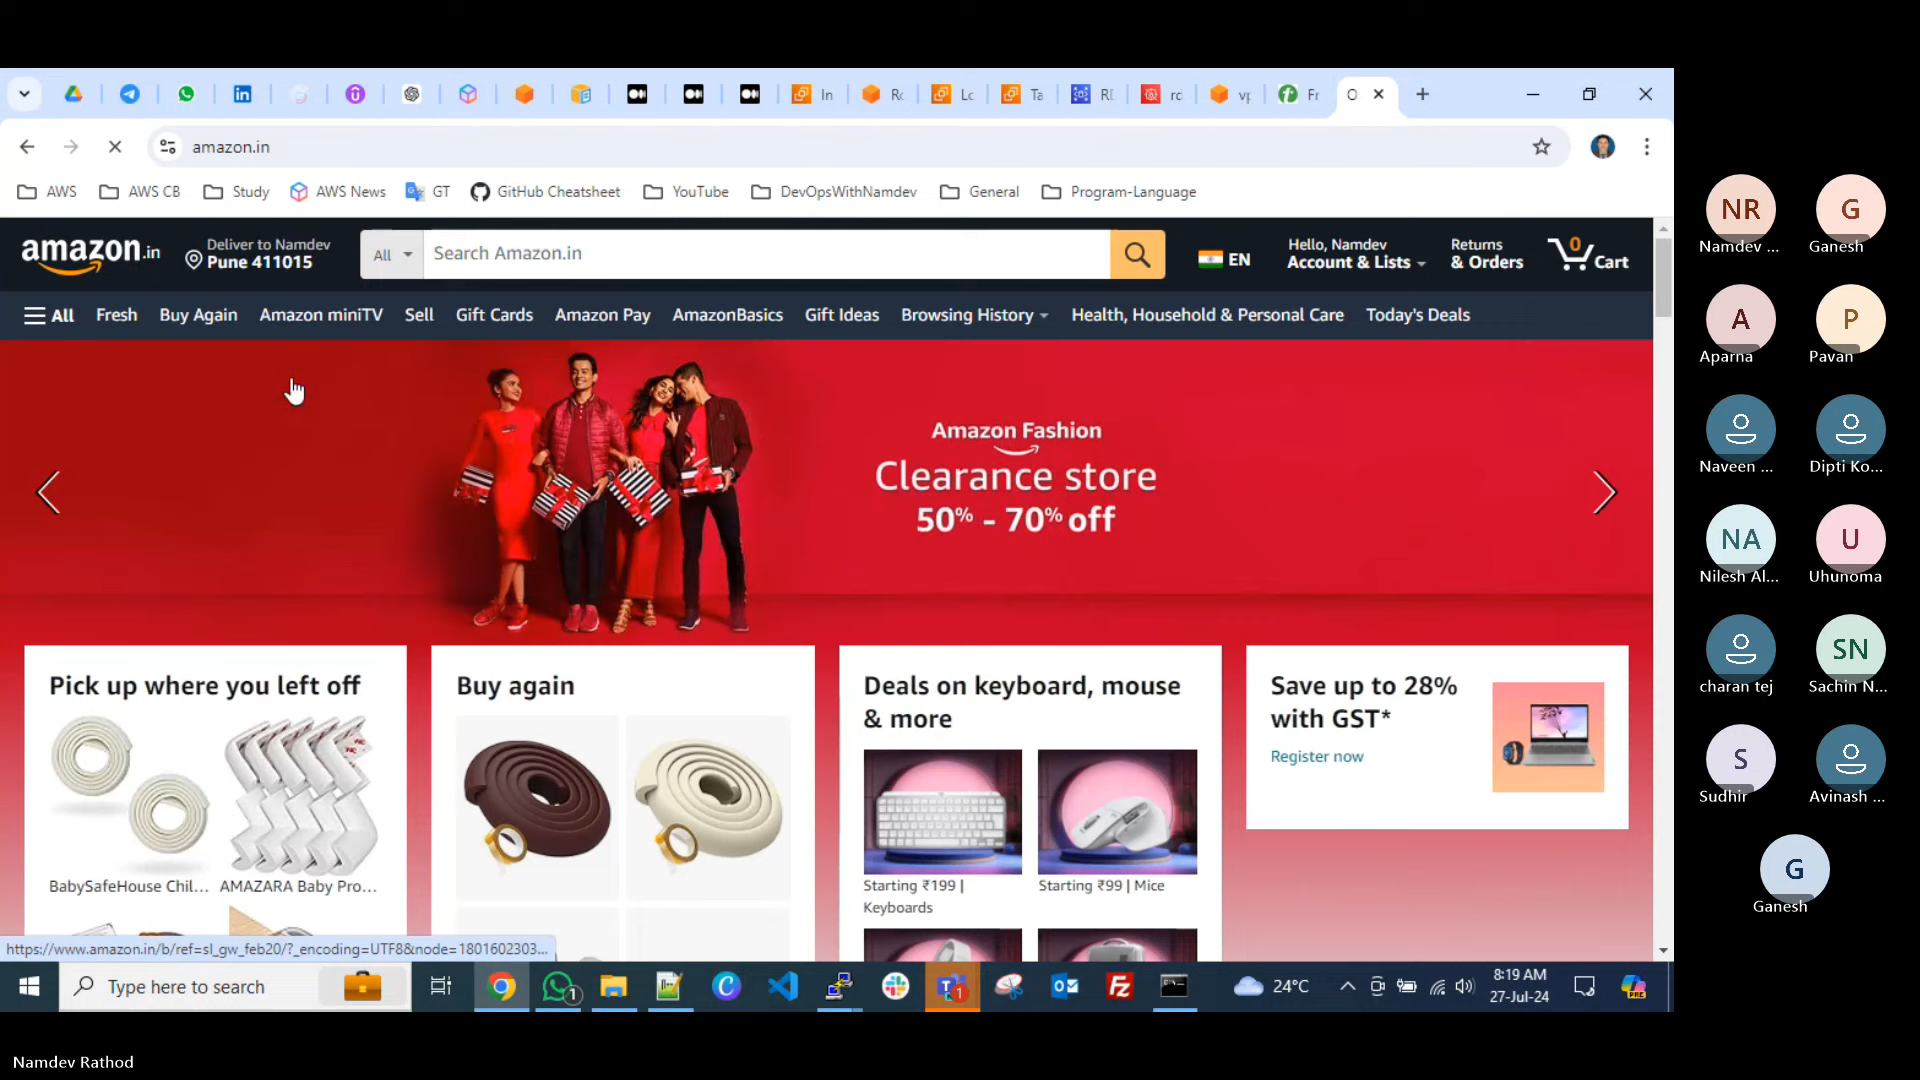 In
Rc
Lc
Ta
RI
rc
vp
Fr
O
amazon.in
AWS
AWS CB
Study
AWS News
GT
GitHub Cheatsheet
YouTube
DevOpsWithNamdev
General
Program-Language
amazon.in
Deliver to Namdev
Pune 411015
All
Search Amazon.in
EN
Hello, Namdev
Account & Lists
Returns
& Orders
0
Cart
All
Fresh
Buy Again
Amazon miniTV
Sell
Gift Cards
Amazon Pay
AmazonBasics
Gift Ideas
Browsing History
Health, Household & Personal Care
Today's Deals
Amazon Fashion
Clearance store
50% - 70% off
Pick up where you left off
BabySafeHouse Chil...
AMAZARA Baby Pro...
Buy again
Deals on keyboard, mouse
& more
Starting ₹199 |
Keyboards
Starting ₹99 | Mice
Save up to 28%
with GST*
Register now
https://www.amazon.in/b/ref=sl_gw_feb20/?_encoding=UTF8&node=1801602303...
Type here to search
1
1
24°C
8:19 AM
27-Jul-24
NR
Namdev ...
G
Ganesh
A
Aparna
P
Pavan
Naveen ...
Dipti Ko...
NA
Nilesh Al...
U
Uhunoma
charan tej
SN
Sachin N...
S
Sudhir
Avinash ...
G
Ganesh
Namdev Rathod